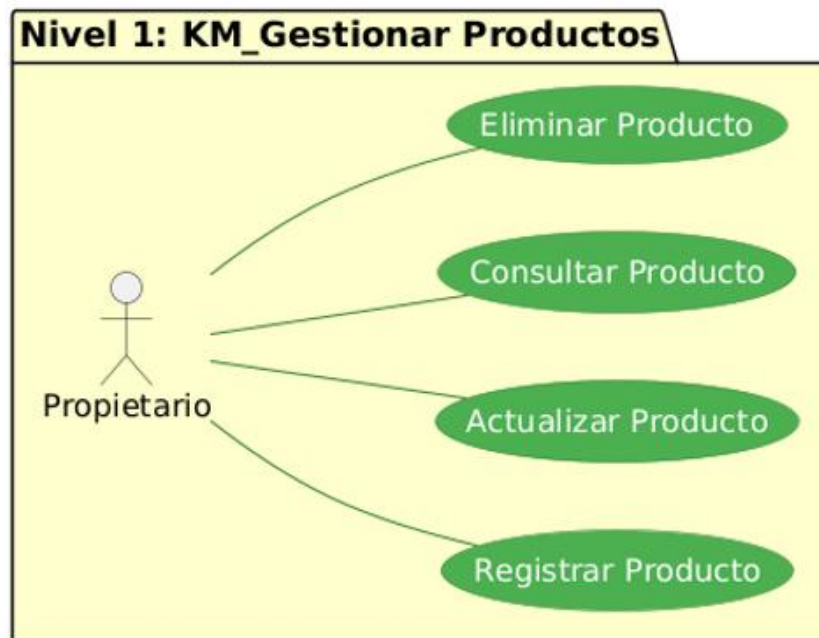 Nivel 1: KM_Gestionar Productos
Eliminar Producto
Consultar Producto
Propietario
Actualizar Producto
Registrar Producto